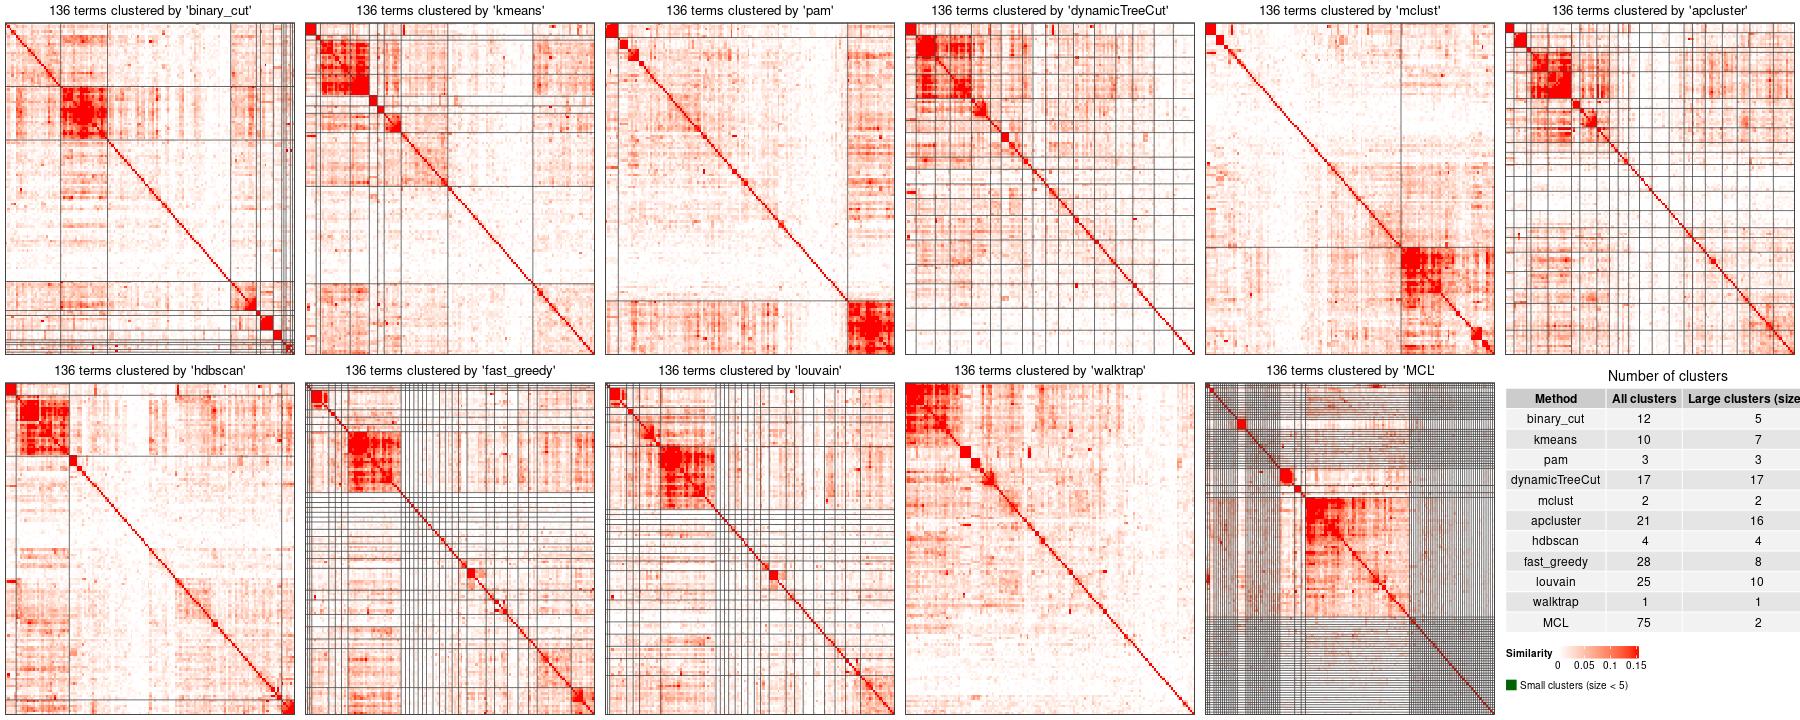 136 terms clustered by 'binary_cut'
136 terms clustered by 'kmeans'
136 terms clustered by 'pam'
136 terms clustered by 'dynamicTreeCut'
136 terms clustered by 'mclust'
136 terms clustered by 'apcluster'
136 terms clustered by 'hdbscan'
136 terms clustered by 'fast_greedy'
136 terms clustered by 'louvain'
136 terms clustered by 'walktrap'
136 terms clustered by 'MCL'
Number of clusters
Method All clusters Large clusters (size
binary_cut 12 5
kmeans 10 7
pam 3 3
dynamicTreeCut 17 17
mclust 2 2
apcluster 21 16
hdbscan 4 4
fast_greedy 28 8
louvain 25 10
walktrap 1 1
MCL 75 2
Similarity
0 0.05 0.1 0.15
Small clusters (size < 5)